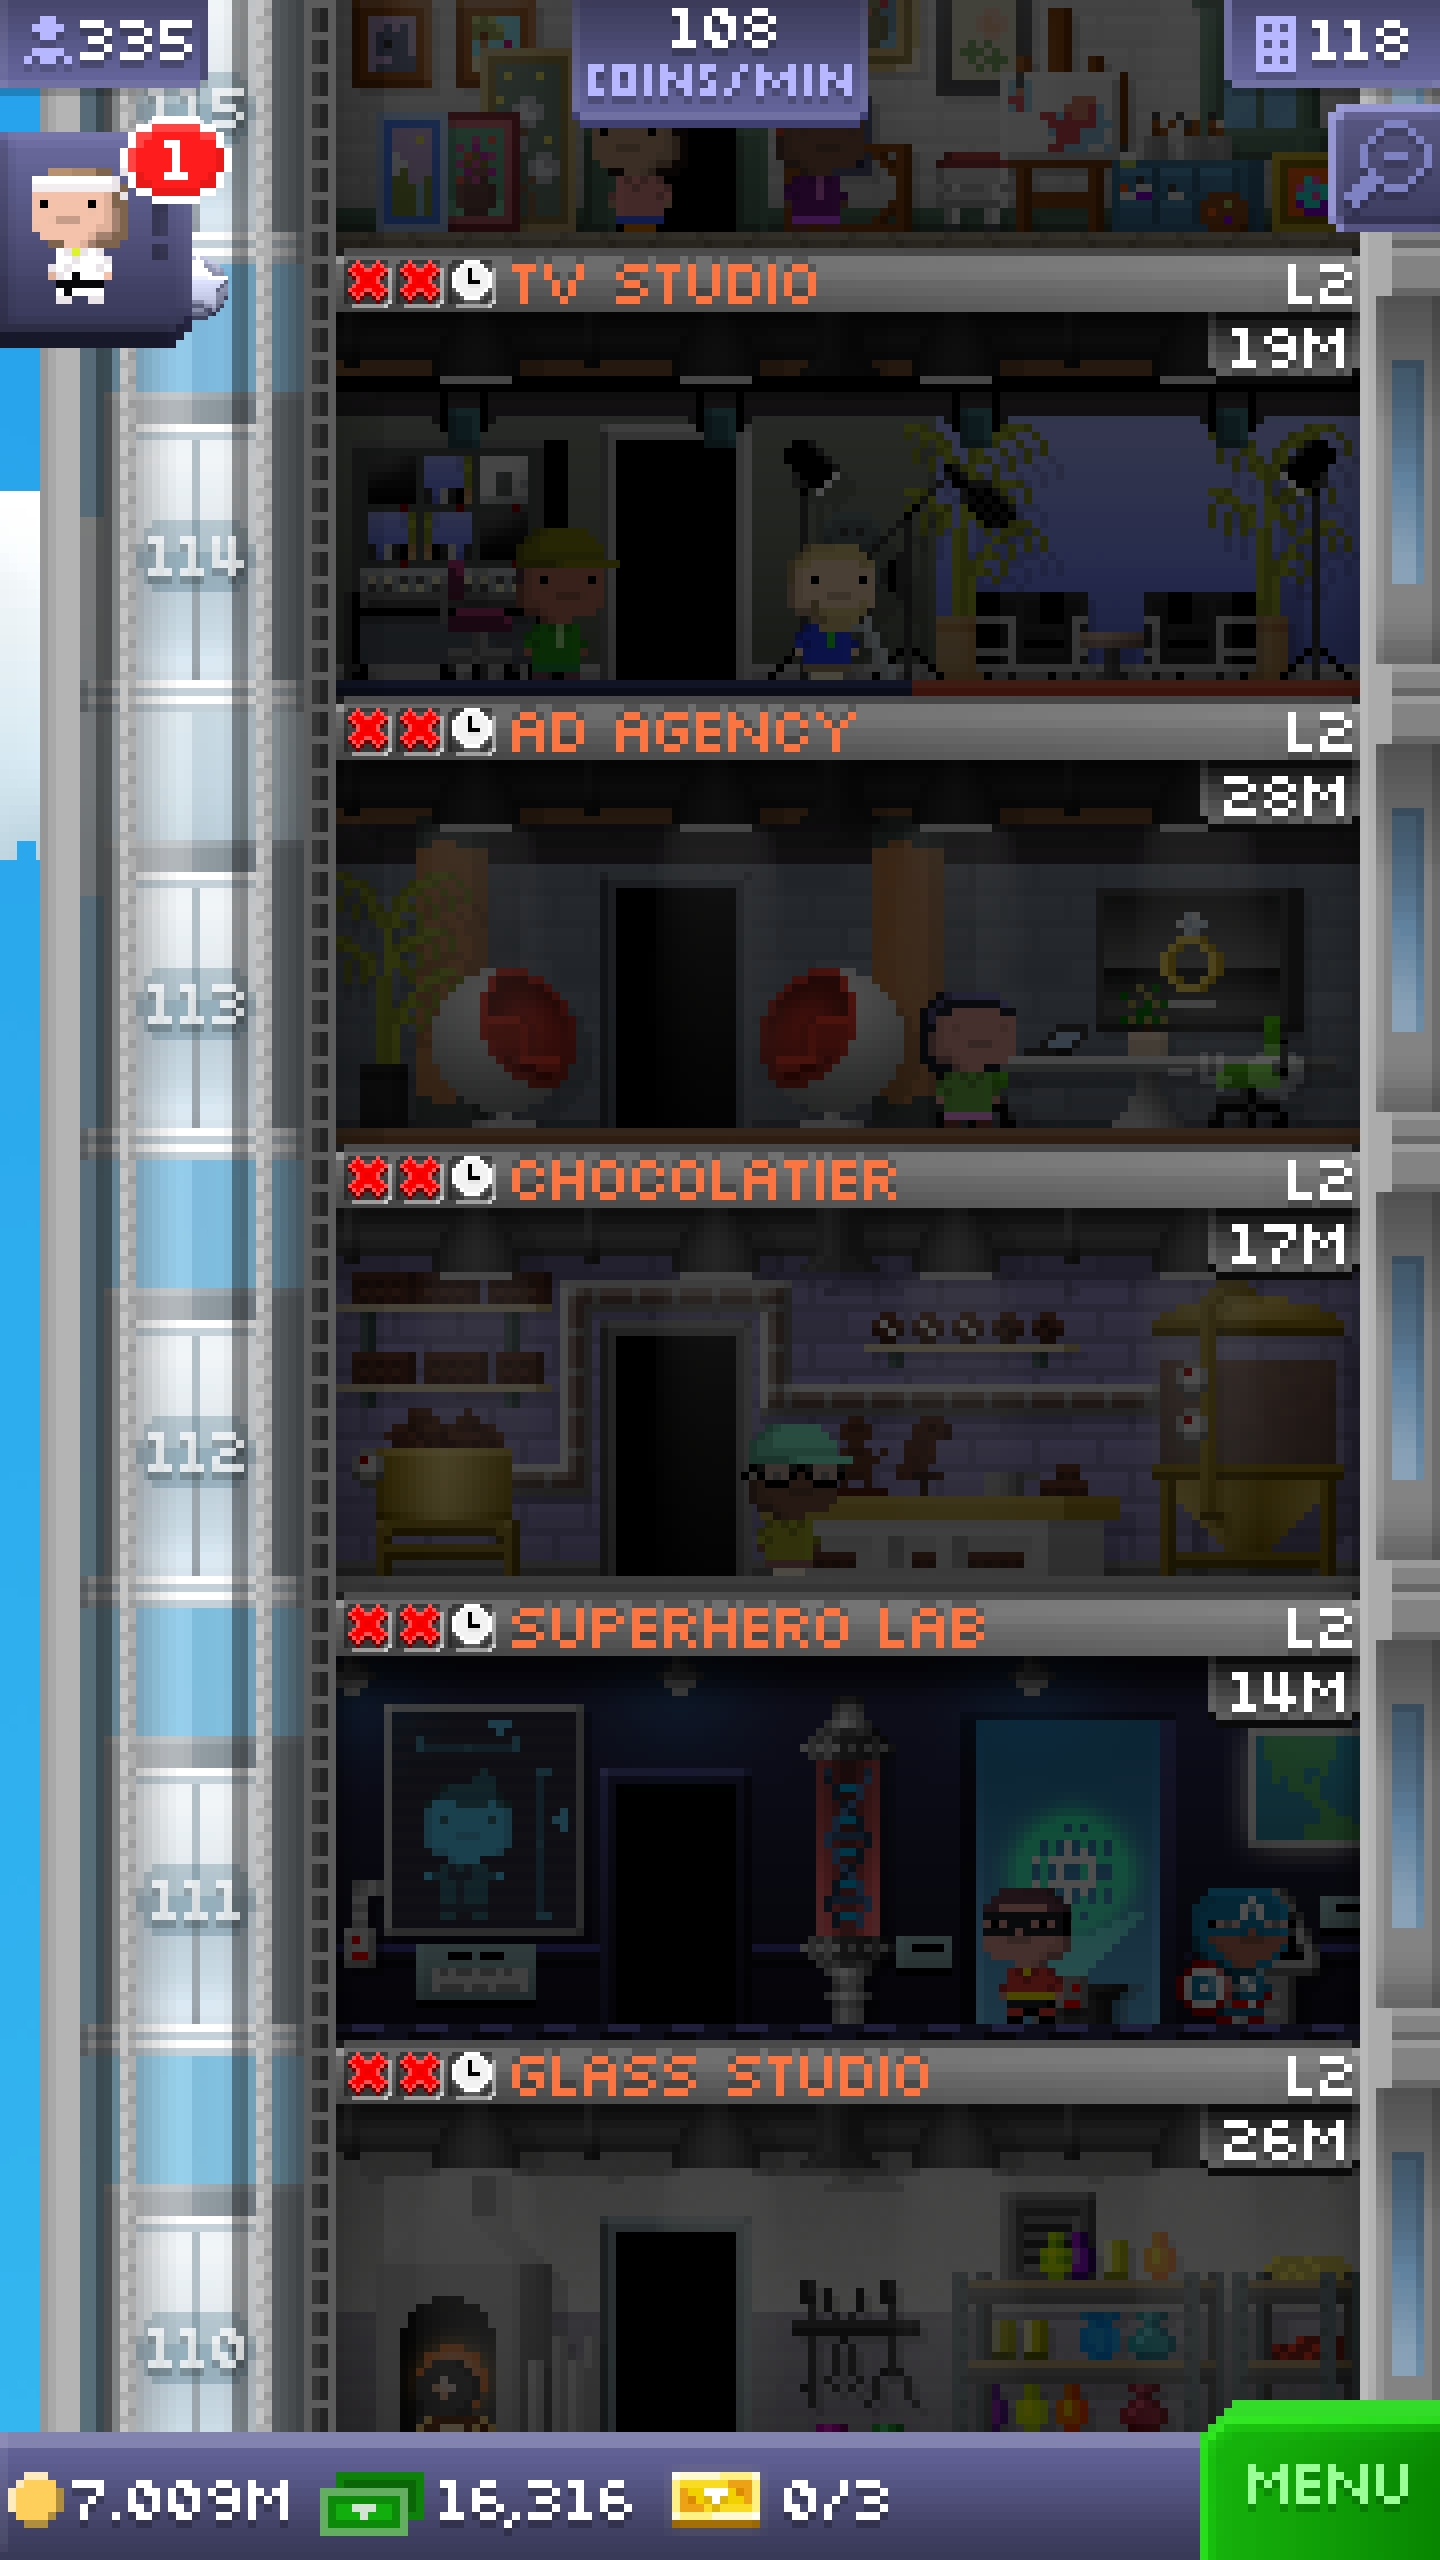 335
108
COINS/MIN
118
115
1
TV STUDIO L2
19M
114
AD AGENCY L2
28M
113
CHOCOLATIER L2
17M
112
SUPERHERO LAB L2
14M
111
GLASS STUDIO L2
26M
110
7.009M 16,316 0/3
MENU